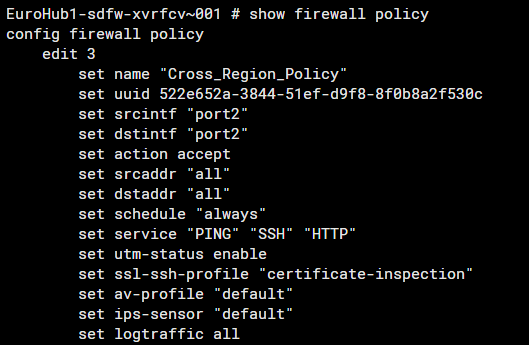 EuroHub1-sdfw-xvrfcv~001 # show firewall policy
config firewall policy
edit 3
set name "Cross_Region_Policy"
set uuid 522e652a-3844-51ef-d9f8-8f0b8a2f530c
set srcintf "port2"
set dstintf "port2"
set action accept
set srcaddr "all"
set dstaddr "all"
set schedule "always"
set service "PING" "SSH" "HTTP"
set utm-status enable
set ssl-ssh-profile "certificate-inspection"
set av-profile "default"
set ips-sensor "default"
set logtraffic all